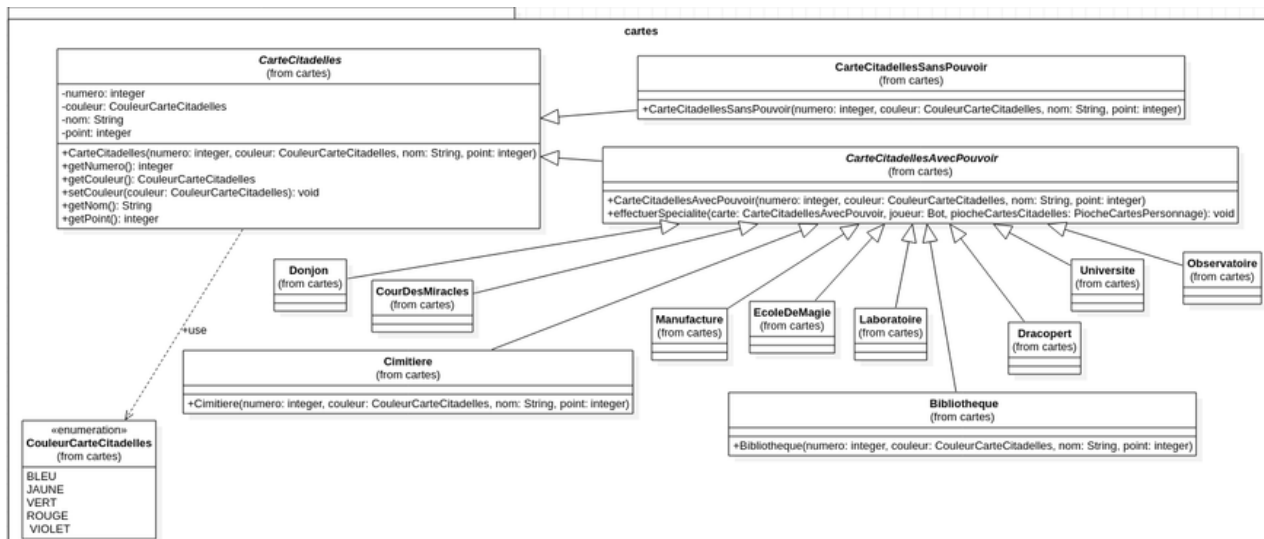 cartes
CarteCitadelles
(from cartes)
-numero: integer
-couleur: CouleurCarteCitadelles
-nom: String
-point: integer
+CarteCitadelles(numero: integer, couleur: CouleurCarteCitadelles, nom: String, point: integer)
+getNumero(): integer
+getCouleur(): CouleurCarteCitadelles
+setCouleur(couleur: CouleurCarteCitadelles): void
+getNom(): String
+getPoint(): integer
CarteCitadellesSansPouvoir
(from cartes)
+CarteCitadellesSansPouvoir(numero: integer, couleur: CouleurCarteCitadelles, nom: String, point: integer)
CarteCitadellesAvecPouvoir
(from cartes)
+CarteCitadellesAvecPouvoir(numero: integer, couleur: CouleurCarteCitadelles, nom: String, point: integer)
+effectuerSpecialite(carte: CarteCitadellesAvecPouvoir, joueur: Bot, piocheCartesCitadelles: PiocheCartesPersonnage): void
Donjon
(from cartes)
CourDesMiracles
(from cartes)
Manufacture
(from cartes)
EcoleDeMagie
(from cartes)
Laboratoire
(from cartes)
Dracopert
(from cartes)
Universite
(from cartes)
Observatoire
(from cartes)
+use
Cimitiere
(from cartes)
+Cimitiere(numero: integer, couleur: CouleurCarteCitadelles, nom: String, point: integer)
Bibliotheque
(from cartes)
+Bibliotheque(numero: integer, couleur: CouleurCarteCitadelles, nom: String, point: integer)
«enumeration»
CouleurCarteCitadelles
(from cartes)
BLEU
JAUNE
VERT
ROUGE
VIOLET